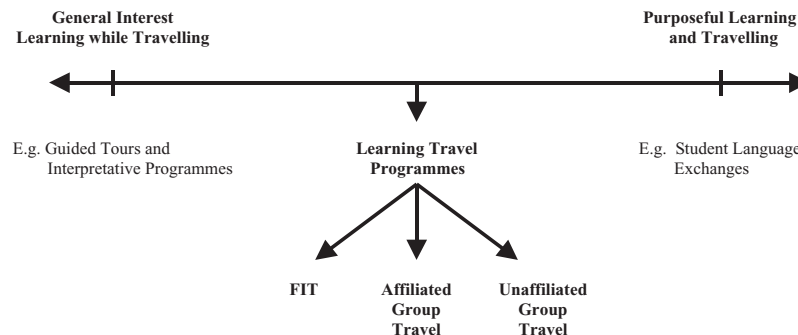 General Interest
Learning while Travelling
Purposeful Learning
and Travelling
E.g. Guided Tours and
Interpretative Programmes
Learning Travel
Programmes
E.g. Student Language
Exchanges
FIT
Affiliated
Group
Travel
Unaffiliated
Group
Travel